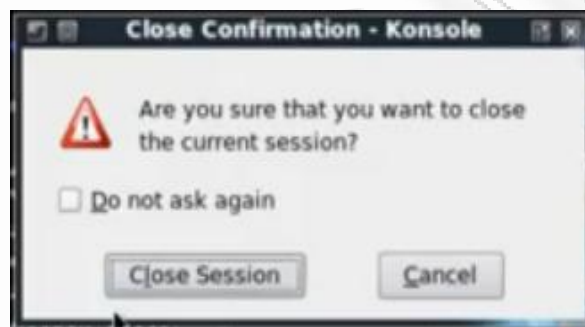 Close Confirmation - Konsole
Are you sure that you want to close
the current session?
Do not ask again
Close Session
Cancel